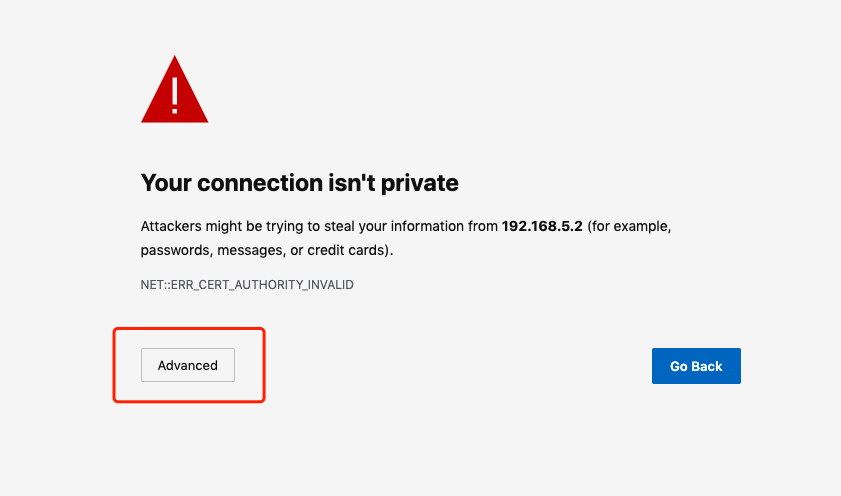 Your connection isn't private
Attackers might be trying to steal your information from 192.168.5.2 (for example,
passwords, messages, or credit cards).
NET::ERR_CERT_AUTHORITY_INVALID
Advanced
Go Back